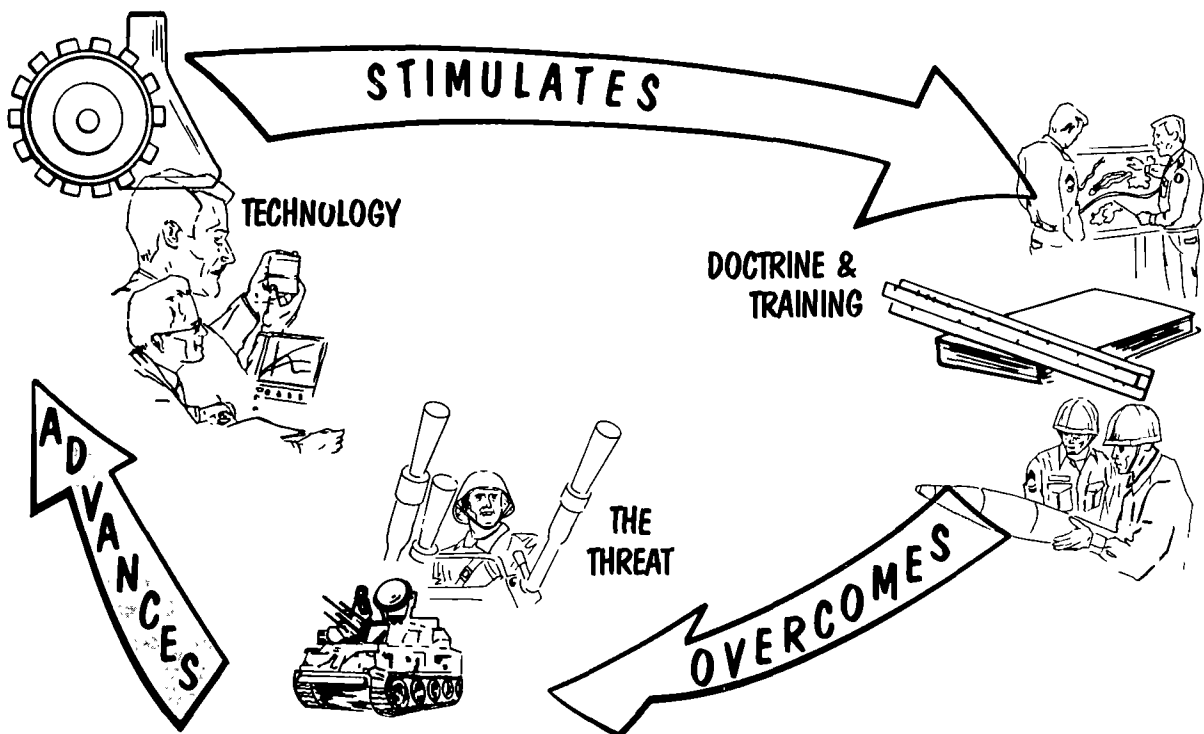 STIMULATES
TECHNOLOGY
DOCTRINE &
TRAINING
THE
THREAT
OVERCOMES
ADVANCES